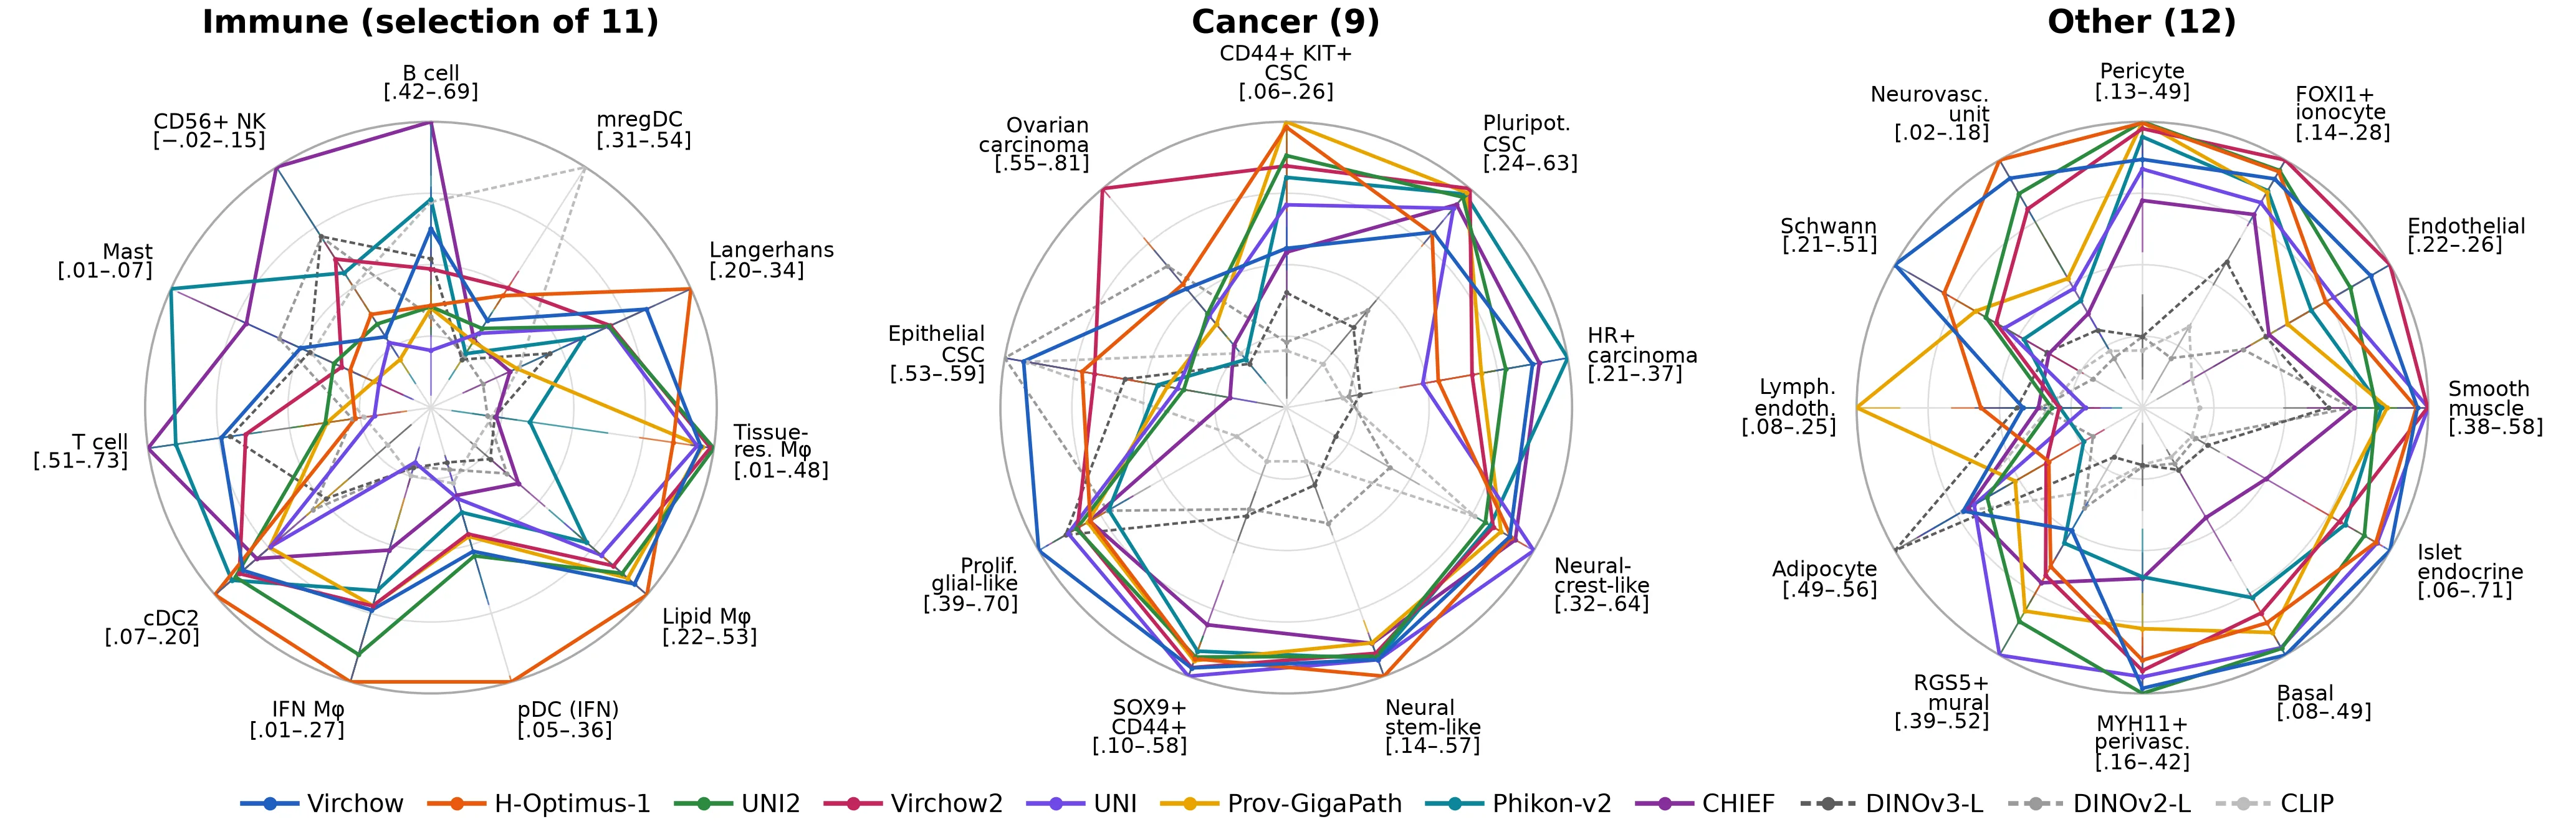 Immune (selection of 11)
B cell
[.42–.69]
mregDC
[.31–.54]
Langerhans
[.20–.34]
Tissue-
res. Mφ
[.01–.48]
Lipid Mφ
[.22–.53]
pDC (IFN)
[.05–.36]
IFN Mφ
[.01–.27]
cDC2
[.07–.20]
T cell
[.51–.73]
Mast
[.01–.07]
CD56+ NK
[−.02–.15]
Cancer (9)
CD44+ KIT+
CSC
[.06–.26]
Pluripot.
CSC
[.24–.63]
HR+
carcinoma
[.21–.37]
Neural-
crest-like
[.32–.64]
Neural
stem-like
[.14–.57]
SOX9+
CD44+
[.10–.58]
Prolif.
glial-like
[.39–.70]
Epithelial
CSC
[.53–.59]
Ovarian
carcinoma
[.55–.81]
Other (12)
Pericyte
[.13–.49]
FOXI1+
ionocyte
[.14–.28]
Endothelial
[.22–.26]
Smooth
muscle
[.38–.58]
Islet
endocrine
[.06–.71]
Basal
[.08–.49]
MYH11+
perivasc.
[.16–.42]
RGS5+
mural
[.39–.52]
Adipocyte
[.49–.56]
Lymph.
endoth.
[.08–.25]
Schwann
[.21–.51]
Neurovasc.
unit
[.02–.18]
Virchow H-Optimus-1 UNI2 Virchow2 UNI Prov-GigaPath Phikon-v2 CHIEF DINOv3-L DINOv2-L CLIP